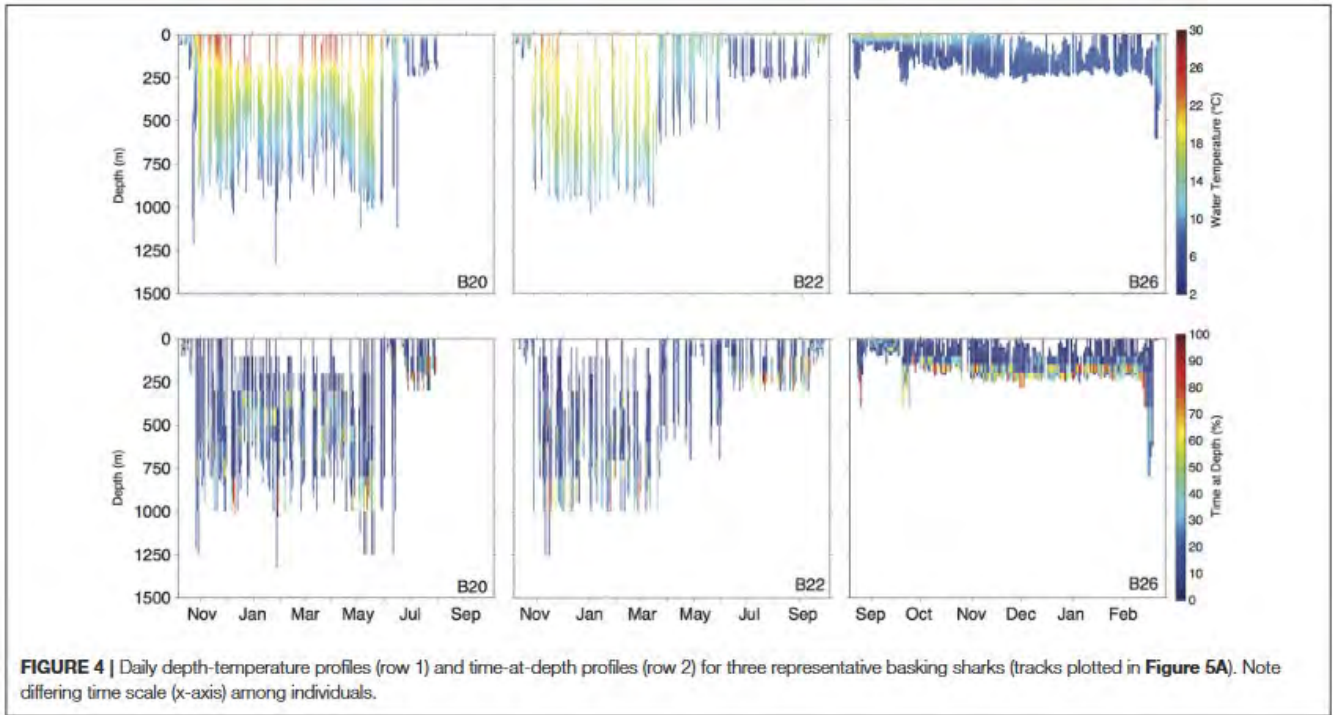 0
250
500
750
1000
1250
1500
Depth (m)
B20
B22
B26
30
26
22
18
14
10
6
2
Water Temperature (°C)
0
250
500
750
1000
1250
1500
Depth (m)
B20
B22
B26
100
90
80
70
60
50
40
30
20
10
0
Time at Depth (%)
Nov Jan Mar May Jul Sep
Nov Jan Mar May Jul Sep
Sep Oct Nov Dec Jan Feb
FIGURE 4 | Daily depth-temperature profiles (row 1) and time-at-depth profiles (row 2) for three representative basking sharks (tracks plotted in Figure 5A). Note
differing time scale (x-axis) among individuals.